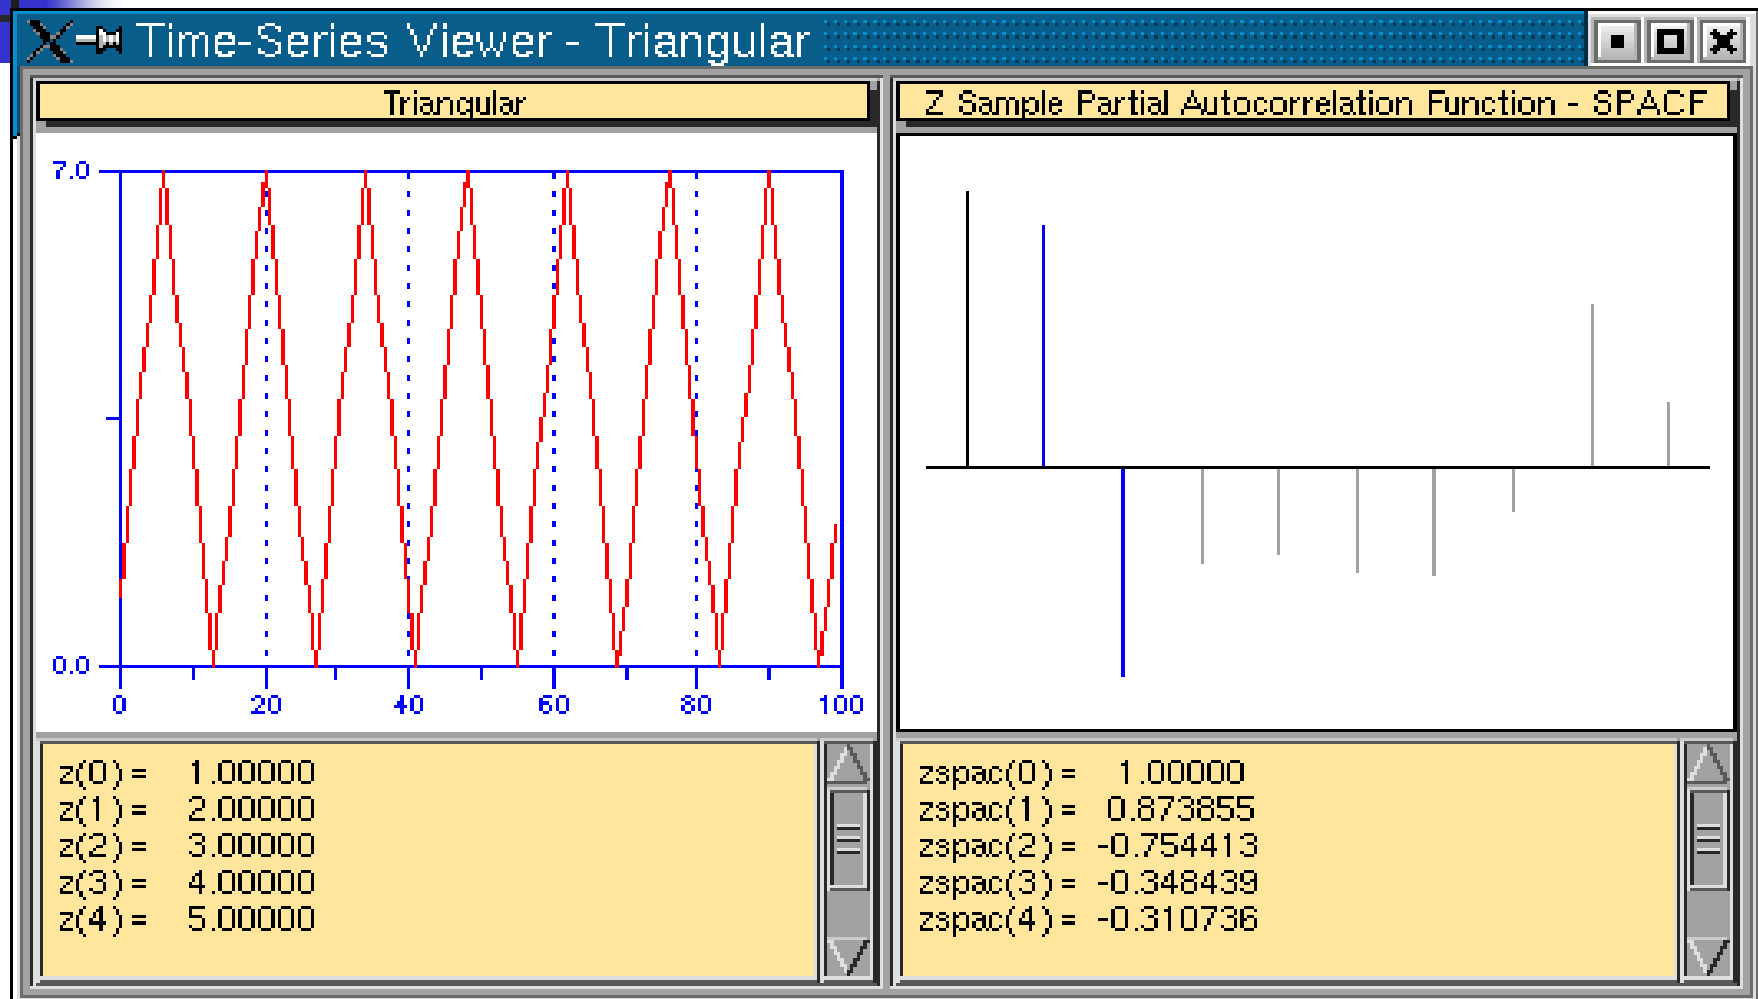 Time-Series Viewer - Triangular
Triangular
7.0
0.0
0 20 40 60 80 100
z(0) = 1.00000
z(1) = 2.00000
z(2) = 3.00000
z(3) = 4.00000
z(4) = 5.00000
Z Sample Partial Autocorrelation Function - SPACF
zspac(0) = 1.00000
zspac(1) = 0.873855
zspac(2) = -0.754413
zspac(3) = -0.348439
zspac(4) = -0.310736